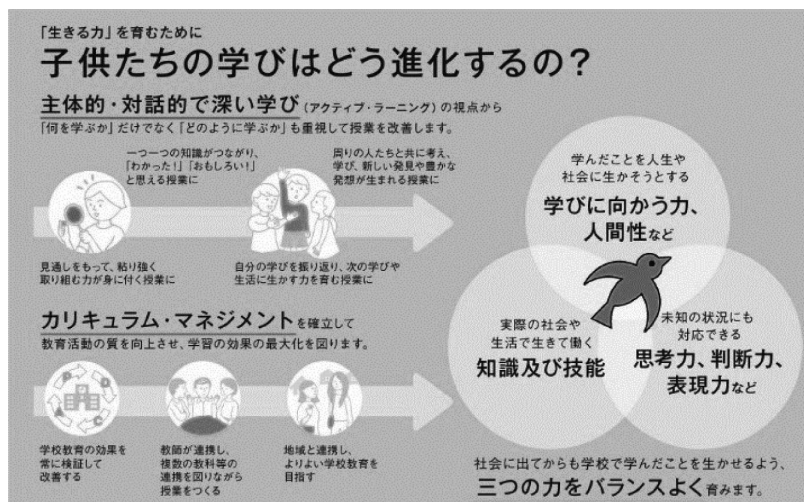 「生きる力」を育むために
子供たちの学びはどう進化するの?
主体的・対話的で深い学び(アクティブ・ラーニング)の視点から
「何を学ぶか」だけでなく「どのように学ぶか」も重視して授業を改善します。
一つ一つの知識がつながり、
「わかった!」「おもしろい!」
と思える授業に
周りの人たちと共に考え、
学び、新しい発見や豊かな
発想が生まれる授業に
見通しをもって、粘り強く
取り組む力が身に付く授業に
自分の学びを振り返り、次の学びや
生活に生かす力を育む授業に
カリキュラム・マネジメントを確立して
教育活動の質を向上させ、学習の効果の最大化を図ります。
P
D
C
A
学校教育の効果を
常に検証して
改善する
教師が連携し、
複数の教科等の
連携を図りながら
授業をつくる
地域と連携し、
よりよい学校教育を
目指す
学んだことを人生や
社会に生かそうとする
学びに向かう力、
人間性など
実際の社会や
生活で生きて働く
知識及び技能
未知の状況にも
対応できる
思考力、判断力、
表現力など
社会に出てからも学校で学んだことを生かせるよう、
三つの力をバランスよく育みます。